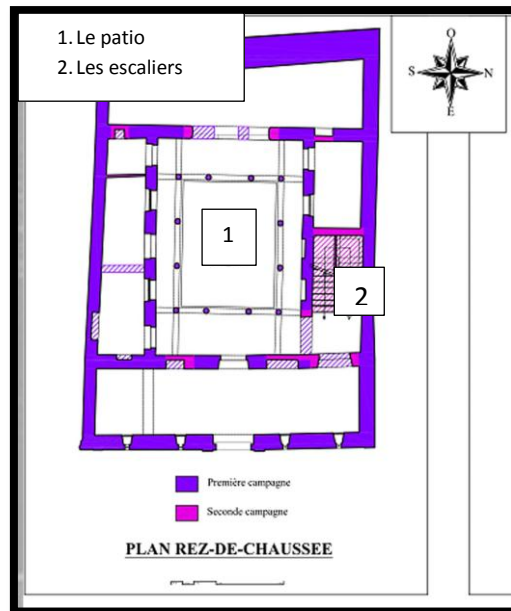 1. Le patio
2. Les escaliers
O
S
N
E
1
2
Première campagne
Seconde campagne
PLAN REZ-DE-CHAUSSEE